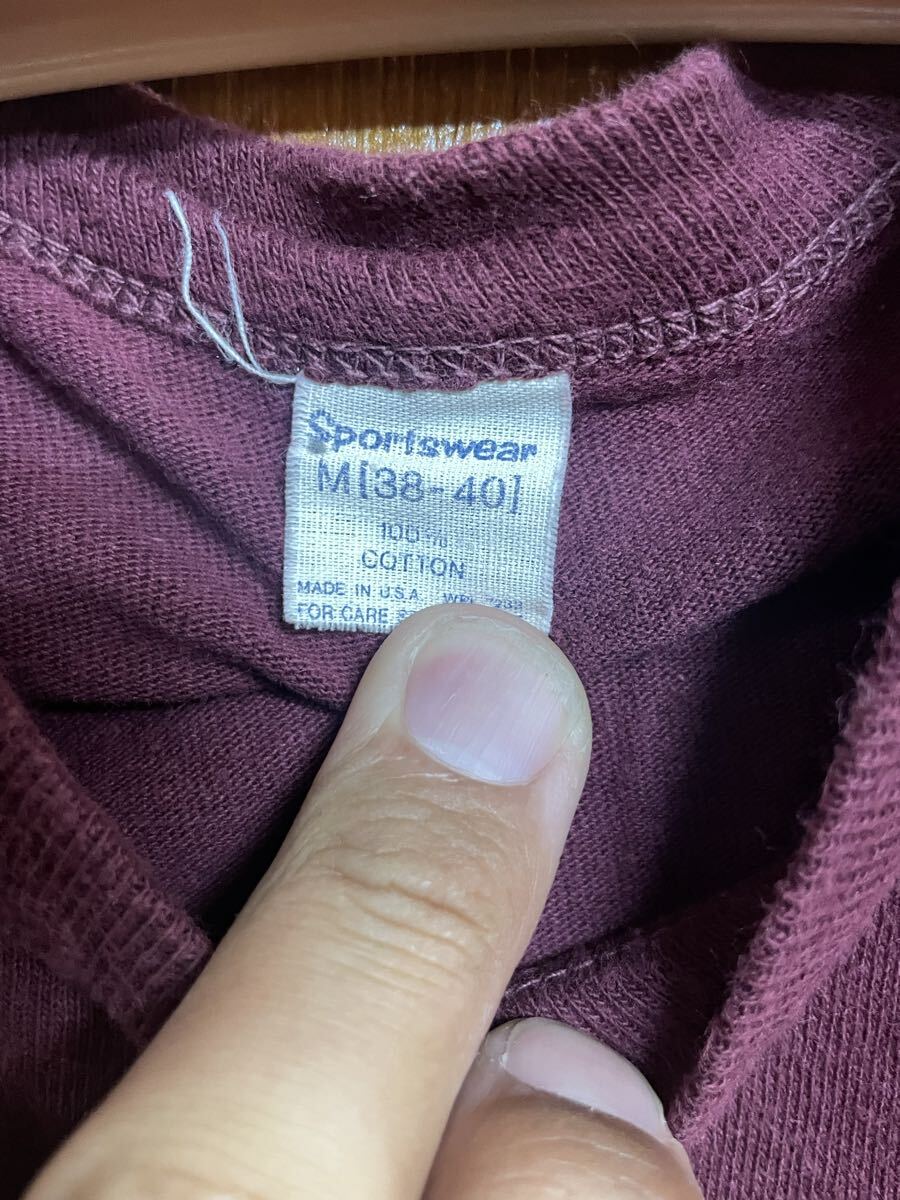 Sportswear
M[38-40]
100%
COTTON
MADE IN U.S.A.
FOR CARE